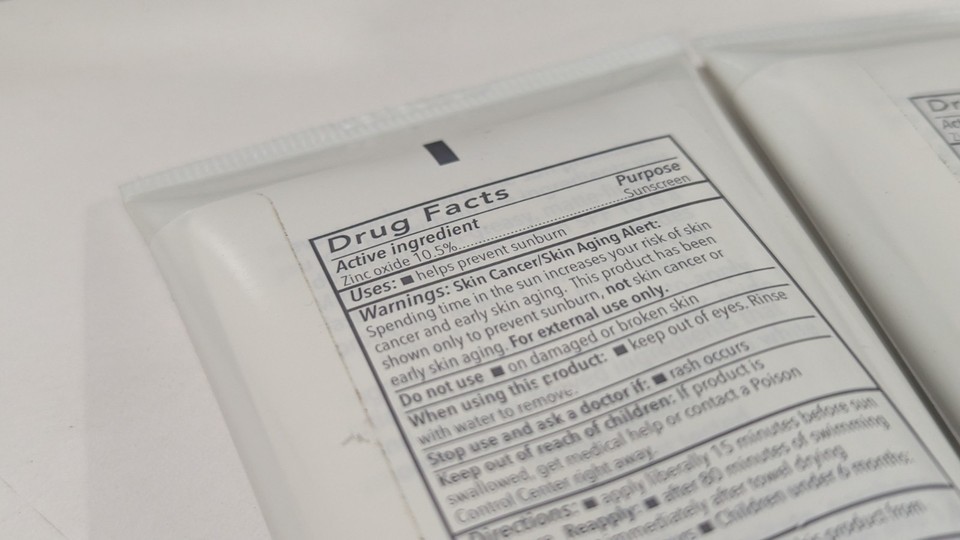 Drug Facts
Active ingredient Purpose
Zinc oxide 10.5%..................................................Sunscreen
Uses: ■ helps prevent sunburn
Warnings: Skin Cancer/Skin Aging Alert:
Spending time in the sun increases your risk of skin
cancer and early skin aging. This product has been
shown only to prevent sunburn, not skin cancer or
early skin aging. For external use only.
Do not use ■ on damaged or broken skin
When using this product: ■ keep out of eyes. Rinse
with water to remove.
Stop use and ask a doctor if: ■ rash occurs
Keep out of reach of children: If product is
swallowed, get medical help or contact a Poison
Control Center right away.
Directions: ■ apply liberally 15 minutes before sun
Reapply: ■ after 80 minutes of swimming
immediately after towel drying
■ Children under 6 months:
product from
Dr
Act